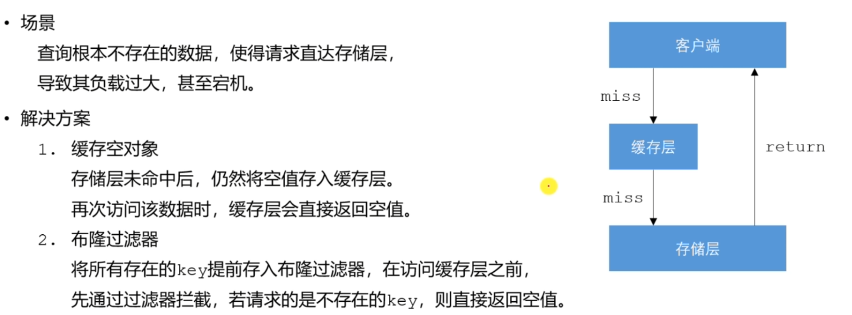 • 场景
查询根本不存在的数据，使得请求直达存储层，
导致其负载过大，甚至宕机。
• 解决方案
1. 缓存空对象
存储层未命中后，仍然将空值存入缓存层。
再次访问该数据时，缓存层会直接返回空值。
2. 布隆过滤器
将所有存在的key提前存入布隆过滤器，在访问缓存层之前，
先通过过滤器拦截，若请求的是不存在的key，则直接返回空值。
客户端
miss
缓存层
return
miss
存储层